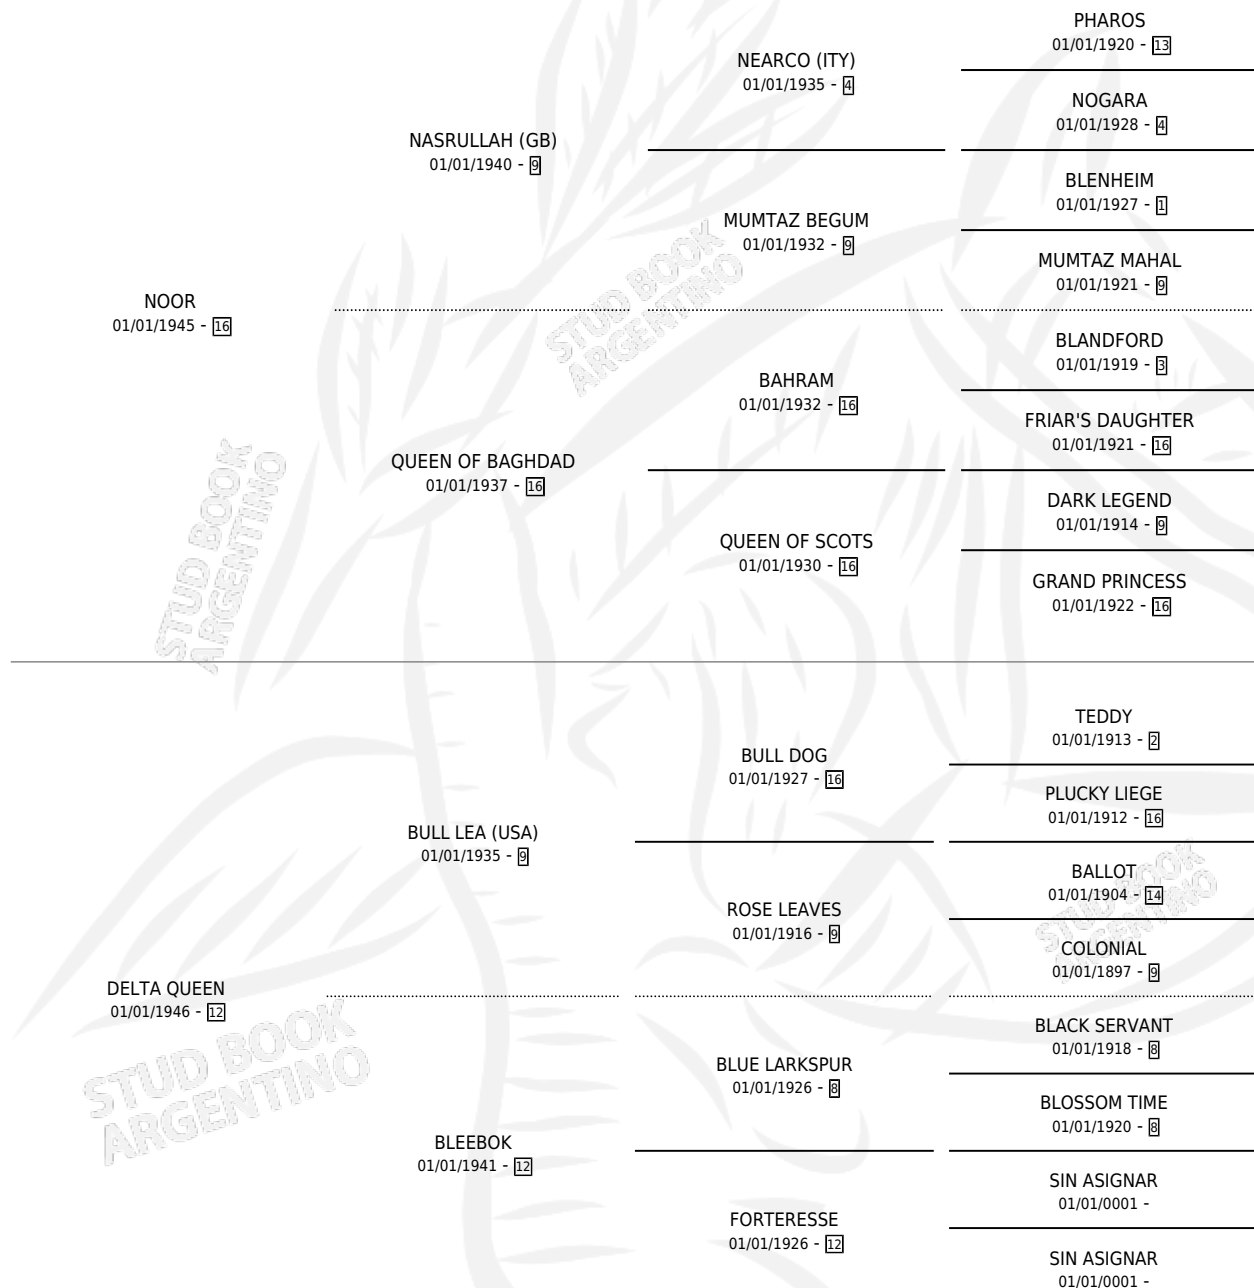 PHAROS
01/01/1920 - 13
NEARCO (ITY)
01/01/1935 - 4
NOGARA
01/01/1928 - 4
NASRULLAH (GB)
01/01/1940 - 9
BLENHEIM
01/01/1927 - 1
MUMTAZ BEGUM
01/01/1932 - 9
MUMTAZ MAHAL
01/01/1921 - 9
NOOR
01/01/1945 - 16
STUD BOOK
ARGENTINO
BLANDFORD
01/01/1919 - 3
BAHRAM
01/01/1932 - 16
FRIAR'S DAUGHTER
01/01/1921 - 16
QUEEN OF BAGHDAD
01/01/1937 - 16
DARK LEGEND
01/01/1914 - 9
QUEEN OF SCOTS
01/01/1930 - 16
GRAND PRINCESS
01/01/1922 - 16
STUD BOOK
ARGENTINO
TEDDY
01/01/1913 - 2
BULL DOG
01/01/1927 - 16
PLUCKY LIEGE
01/01/1912 - 16
BULL LEA (USA)
01/01/1935 - 9
BALLOT
01/01/1904 - 14
STUD BOOK
ARGENTINO
ROSE LEAVES
01/01/1916 - 9
COLONIAL
01/01/1897 - 9
DELTA QUEEN
01/01/1946 - 12
STUD BOOK
ARGENTINO
BLACK SERVANT
01/01/1918 - 8
BLUE LARKSPUR
01/01/1926 - 8
BLOSSOM TIME
01/01/1920 - 8
BLEEBOK
01/01/1941 - 12
SIN ASIGNAR
01/01/0001 -
FORTERESSE
01/01/1926 - 12
SIN ASIGNAR
01/01/0001 -